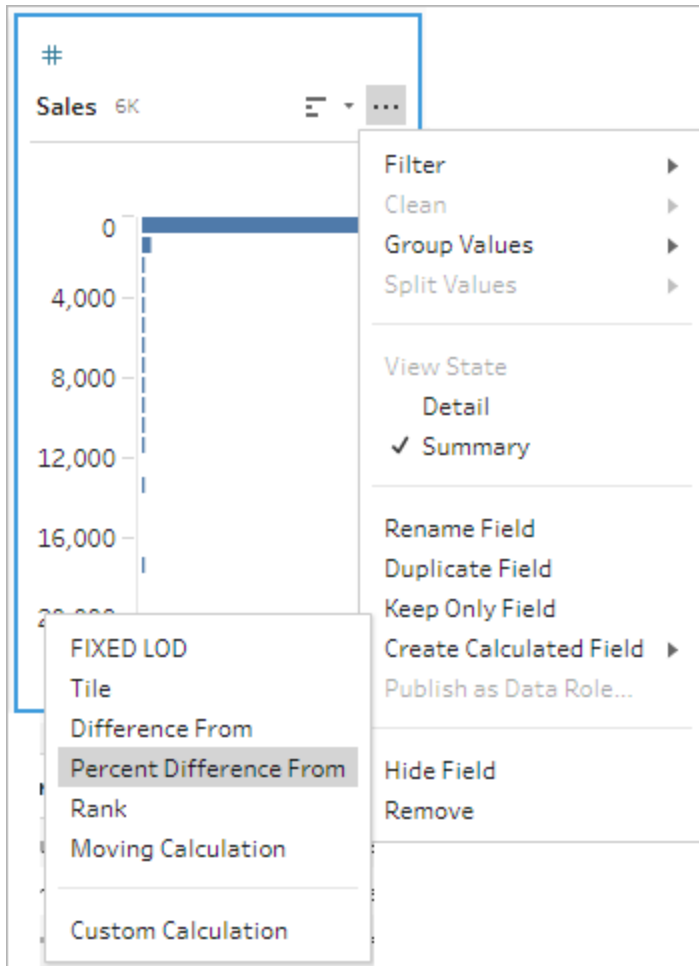 #
Sales 6K
0
4,000
8,000
12,000
16,000
Filter
Clean
Group Values
Split Values
View State
Detail
✓ Summary
Rename Field
Duplicate Field
Keep Only Field
Create Calculated Field
Publish as Data Role...
Hide Field
Remove
FIXED LOD
Tile
Difference From
Percent Difference From
Rank
Moving Calculation
Custom Calculation